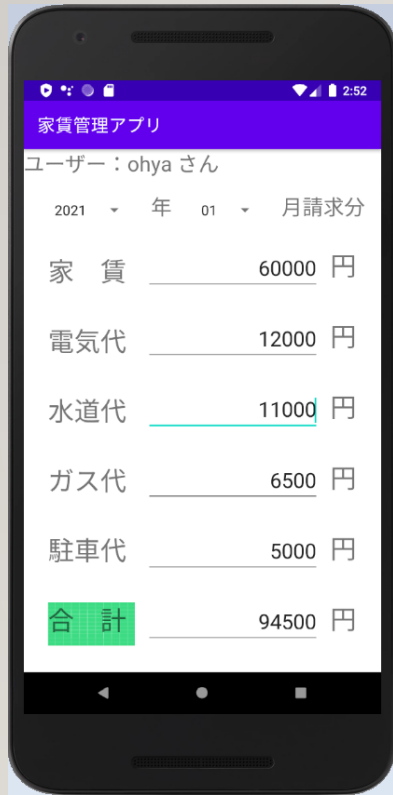 2:52
家賃管理アプリ
ユーザー：ohya さん
2021 年 01 月請求分
家　賃 60000 円
電気代 12000 円
水道代 11000 円
ガス代 6500 円
駐車代 5000 円
合　計 94500 円